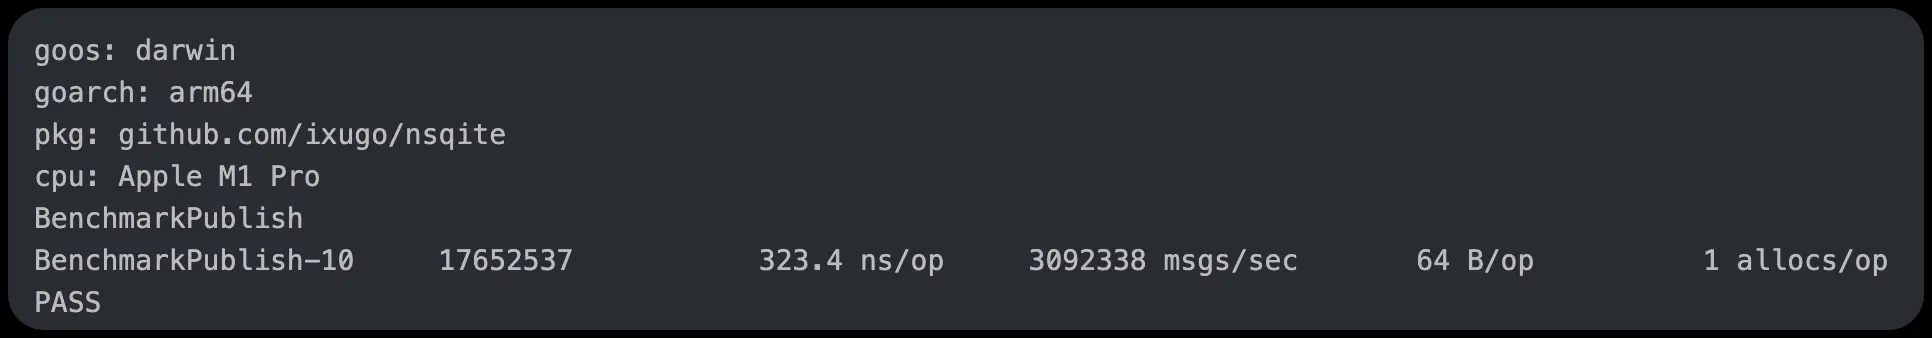 goos: darwin
goarch: arm64
pkg: github.com/ixugo/nsqite
cpu: Apple M1 Pro
BenchmarkPublish
BenchmarkPublish-10     17652537           323.4 ns/op     3092338 msgs/sec       64 B/op          1 allocs/op
PASS